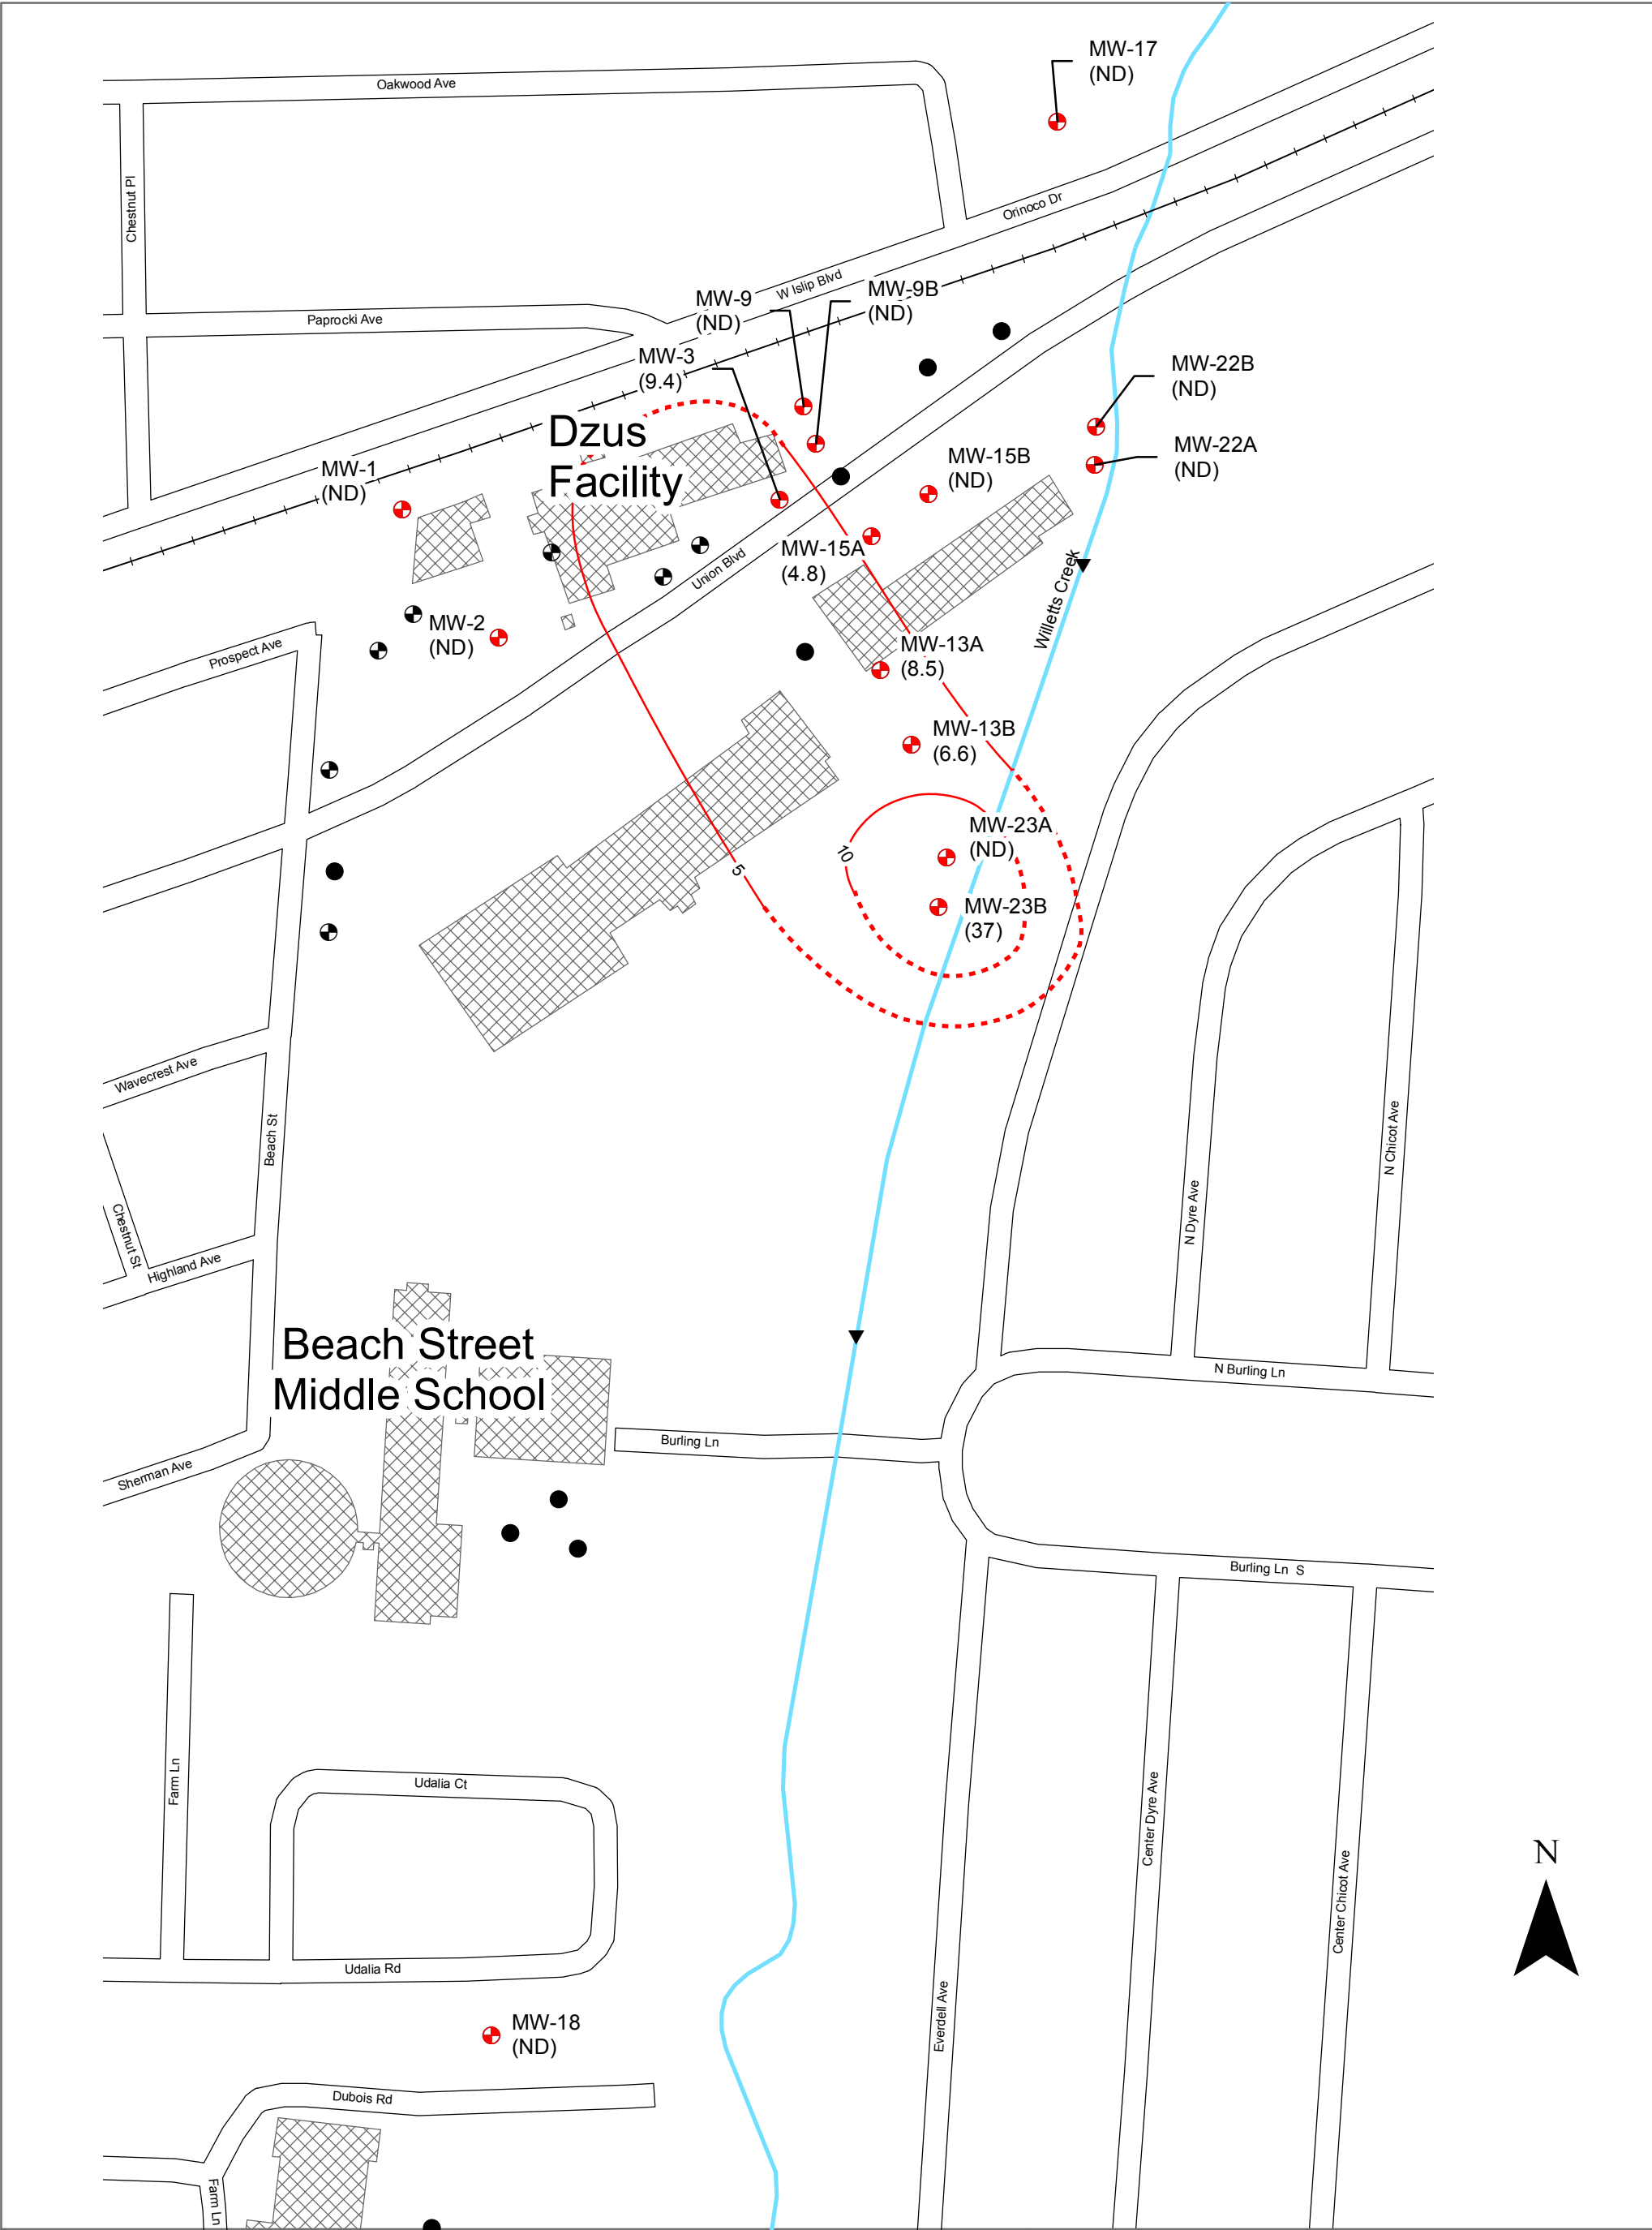 MW-17
(ND)
Oakwood Ave
Chestnut Pl
Orinoco Dr
W Islip Blvd
MW-9
(ND)
MW-9B
(ND)
Paprocki Ave
MW-3
(9.4)
MW-22B
(ND)
Dzus
Facility
MW-22A
(ND)
MW-15B
(ND)
MW-1
(ND)
MW-15A
(4.8)
Union Blvd
Willetts Creek
MW-2
(ND)
Prospect Ave
MW-13A
(8.5)
MW-13B
(6.6)
MW-23A
(ND)
10
5
MW-23B
(37)
Wavecrest Ave
Beach St
N Chicot Ave
N Dyre Ave
Chestnut St
Highland Ave
Beach Street
Middle School
N Burling Ln
Burling Ln
Sherman Ave
Burling Ln S
Farm Ln
Udalia Ct
Center Dyre Ave
N
Center Chicot Ave
Udalia Rd
Everdell Ave
MW-18
(ND)
Dubois Rd
Farm Ln